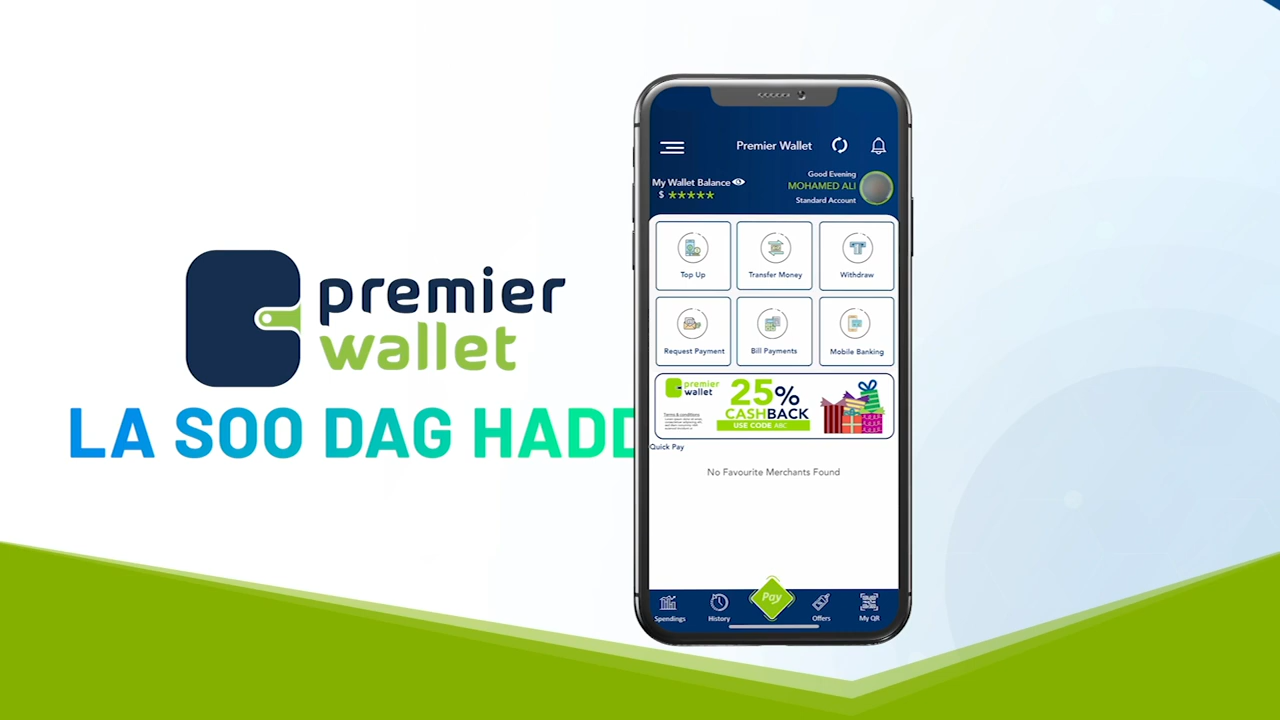 premier
wallet
LA SOO DAG HADD
Premier Wallet
Good Evening
My Wallet Balance
MOHAMED ALI
$ *****
Standard Account
Top Up
Transfer Money
Withdraw
Request Payment
Bill Payments
Mobile Banking
premier
wallet
25%
CASHBACK
USE CODE ABC
Terms & conditions
Quick Pay
No Favourite Merchants Found
Pay
Spendings
History
Offers
My QR